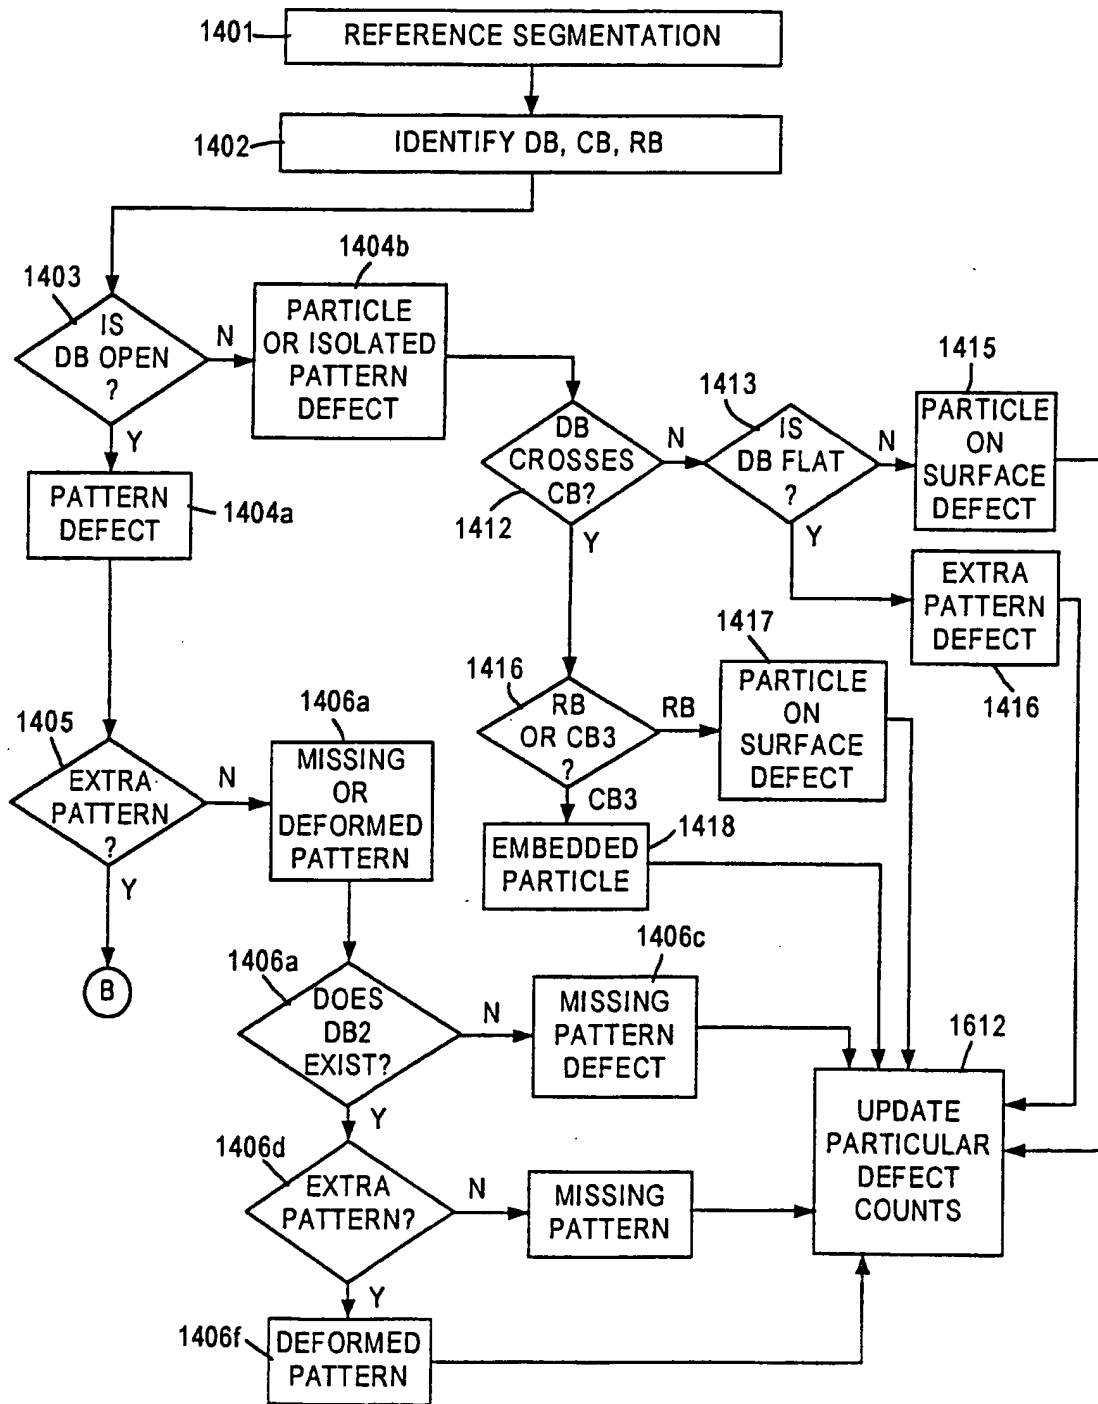 1401
REFERENCE SEGMENTATION
1402
IDENTIFY DB, CB, RB
1403
IS
DB OPEN
?
N
Y
1404b
PARTICLE
OR ISOLATED
PATTERN
DEFECT
PATTERN
DEFECT
1404a
DB
CROSSES
CB?
1412
N
Y
1413
IS
DB FLAT
?
N
Y
1415
PARTICLE
ON
SURFACE
DEFECT
EXTRA
PATTERN
DEFECT
1416
1416
RB
OR CB3
?
RB
CB3
1417
PARTICLE
ON
SURFACE
DEFECT
EMBEDDED
PARTICLE
1418
1405
EXTRA
PATTERN
?
N
Y
B
1406a
MISSING
OR
DEFORMED
PATTERN
1406a
DOES
DB2
EXIST?
N
Y
1406c
MISSING
PATTERN
DEFECT
1406d
EXTRA
PATTERN?
N
Y
MISSING
PATTERN
1406f
DEFORMED
PATTERN
1612
UPDATE
PARTICULAR
DEFECT
COUNTS